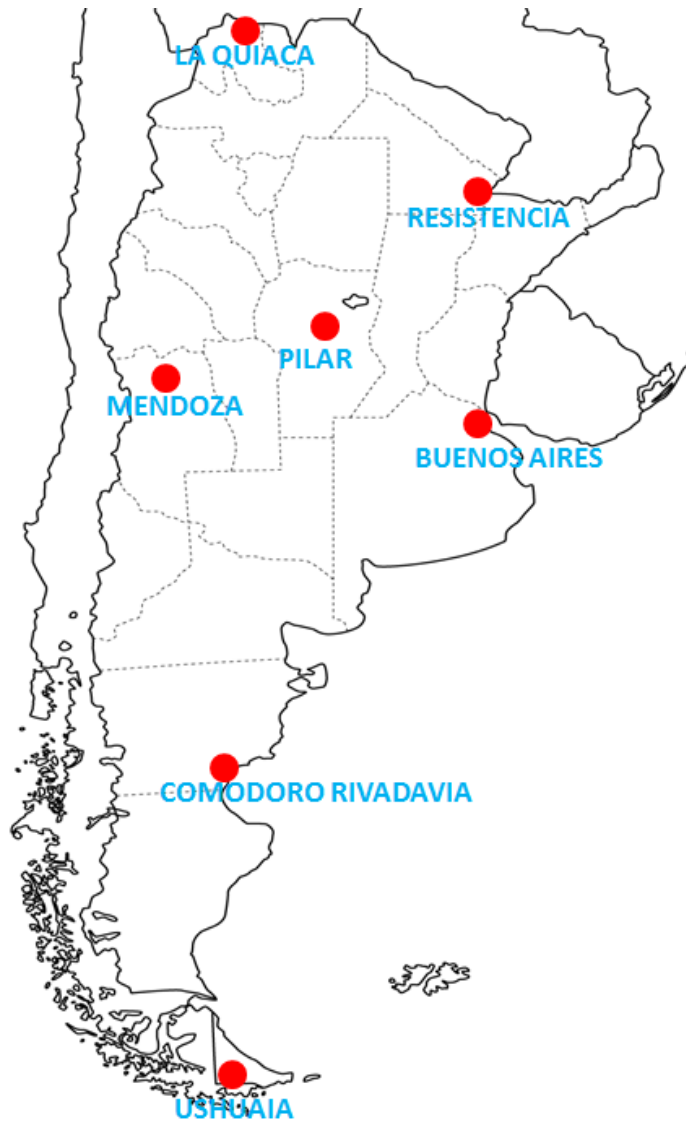 LA QUIACA
RESISTENCIA
PILAR
MENDOZA
BUENOS AIRES
COMODORO RIVADAVIA
USHUAIA